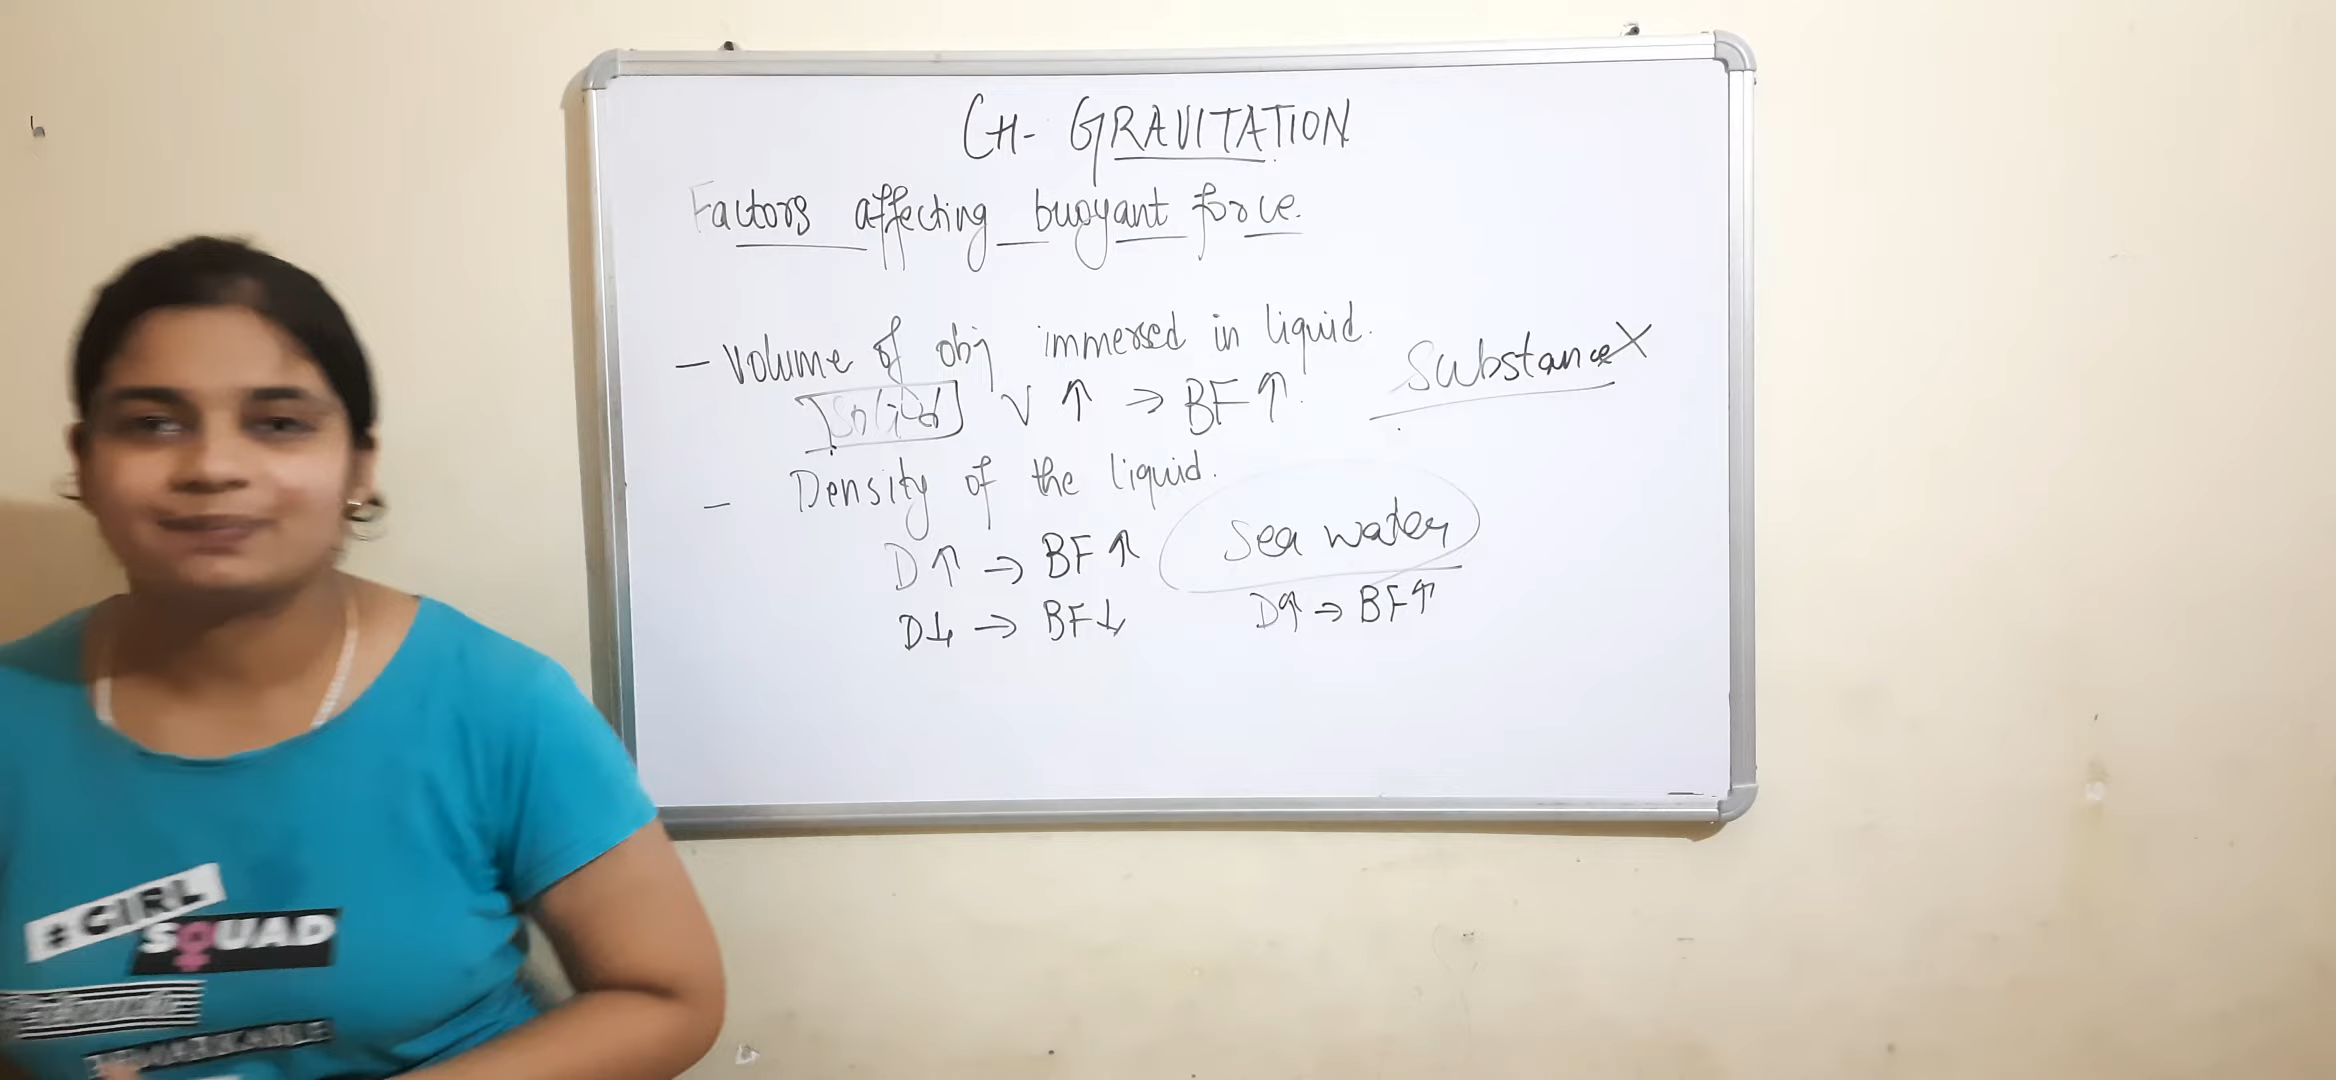 CH- GRAVITATION
Factors affecting buoyant force.
- Volume of obj immersed in liquid.
Substance X
[Solid] V ↑ → BF ↑.
- Density of the liquid.
Sea water
D ↑ → BF ↑
D↑ → BF↑
D↓ → BF↓
#GIRL
SQUAD